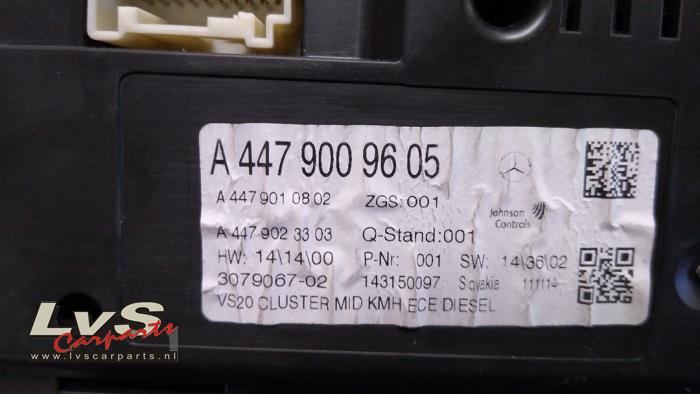 A 447 900 96 05
A 447 901 08 02 ZGS:001
Johnson Controls
A 447 902 33 03 Q-Stand:001
HW: 14\14\00 P-Nr: 001 SW: 14\36\02
3079067-02 143150097 Slovakia 111114
VS20 CLUSTER MID KMH ECE DIESEL
LVS
Carparts
www.lvscarparts.nl